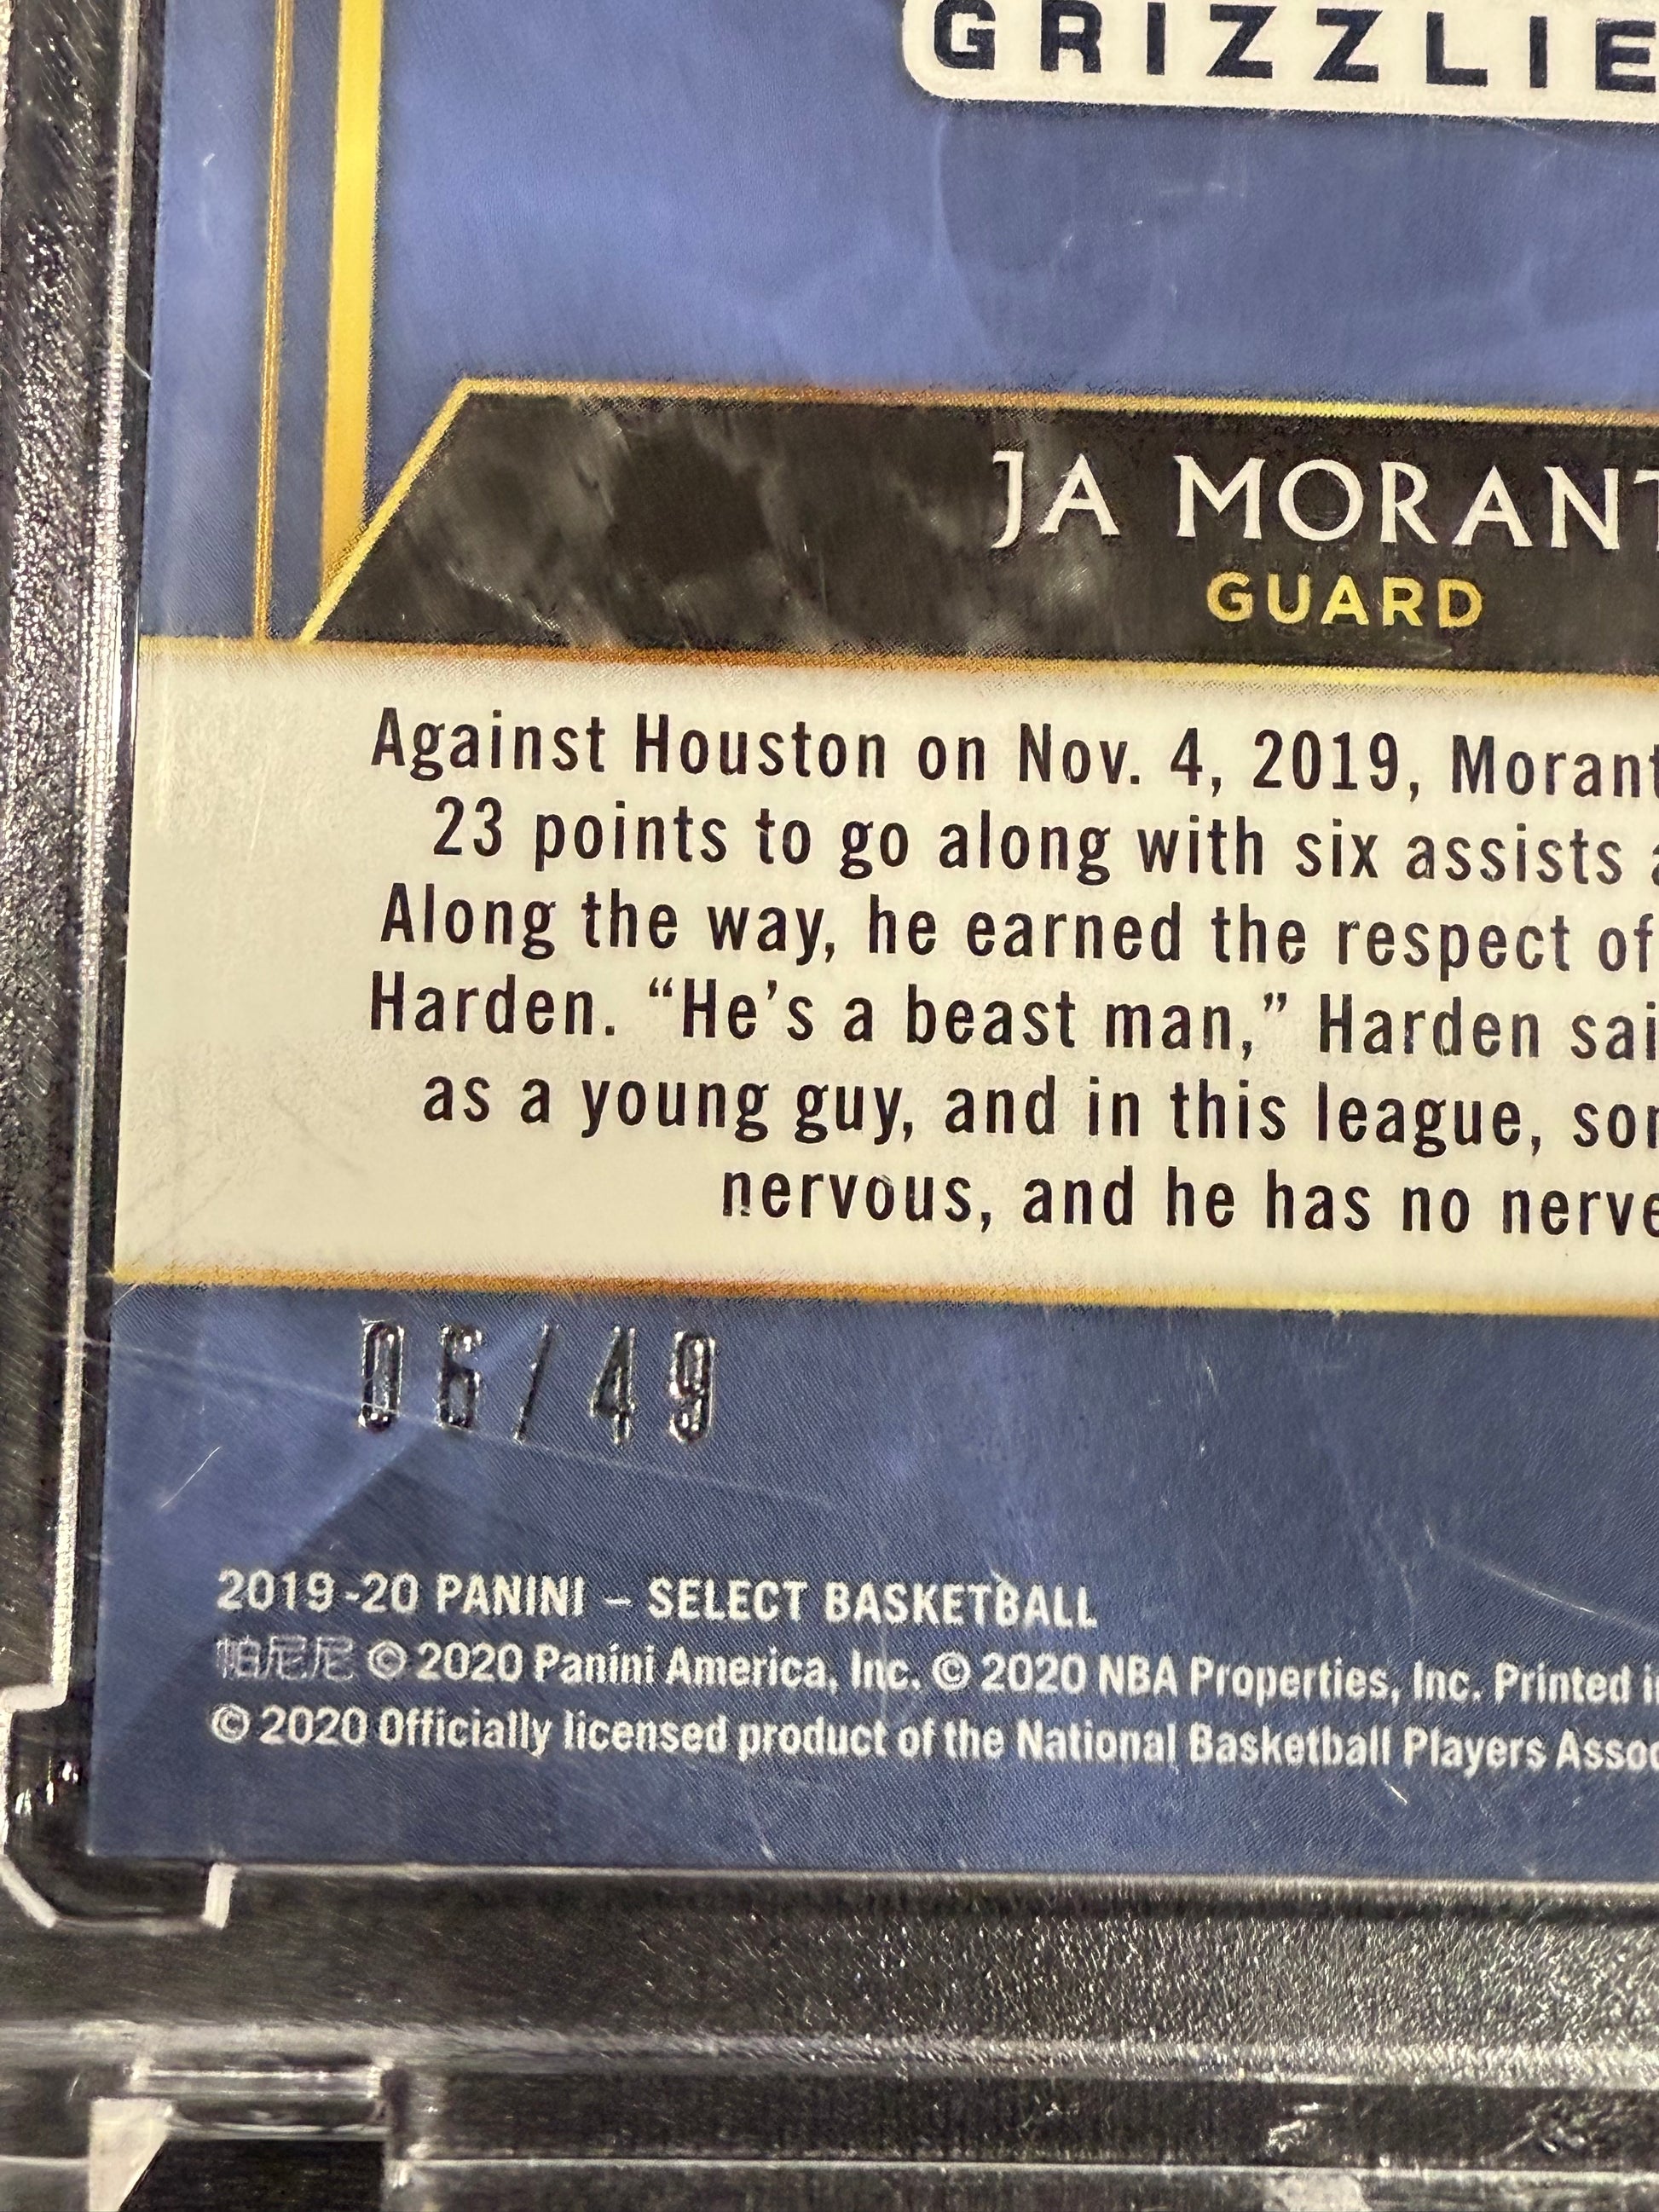 GRIZZLIE
JA MORANT
GUARD
Against Houston on Nov. 4, 2019, Morant
23 points to go along with six assists a
Along the way, he earned the respect of
Harden. “He’s a beast man,” Harden sai
as a young guy, and in this league, som
nervous, and he has no nerve
06/49
2019-20 PANINI – SELECT BASKETBALL
帕尼尼 © 2020 Panini America, Inc. © 2020 NBA Properties, Inc. Printed in
© 2020 Officially licensed product of the National Basketball Players Assoc